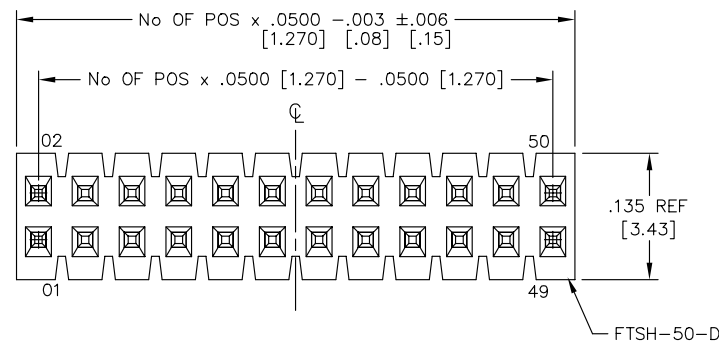 No OF POS x .0500 -.003 ±.006
[1.270] [.08] [.15]
No OF POS x .0500 [1.270] - .0500 [1.270]
℄
02
50
.135 REF
[3.43]
01
49
FTSH-50-D